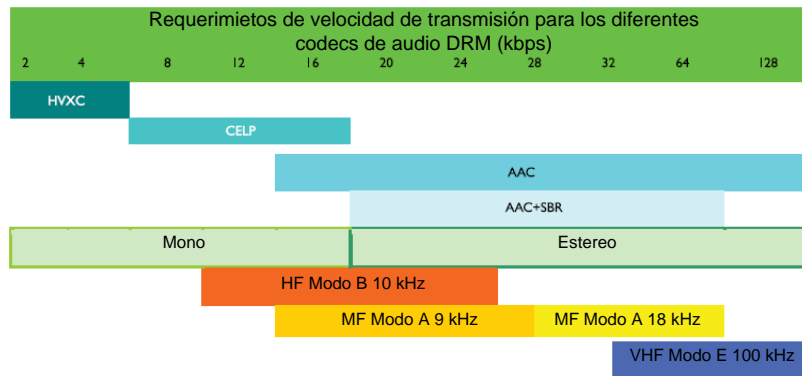 Requerimietos de velocidad de transmisión para los diferentes
codecs de audio DRM (kbps)
2 4 8 12 16 20 24 28 32 64 128
HVXC
CELP
AAC
AAC+SBR
Mono Estereo
HF Modo B 10 kHz
MF Modo A 9 kHz MF Modo A 18 kHz
VHF Modo E 100 kHz